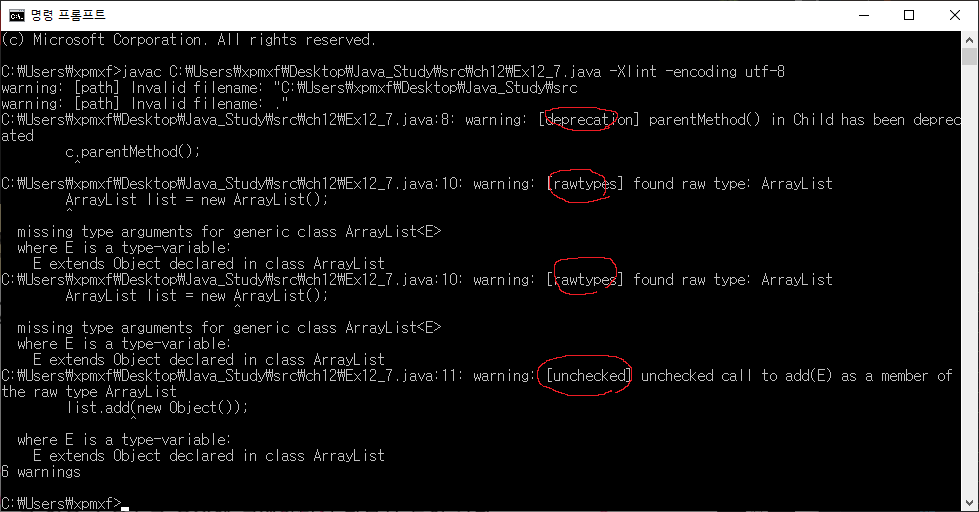 명령 프롬프트
(c) Microsoft Corporation. All rights reserved.
C:₩Users₩xpmxf>javac C:₩Users₩xpmxf₩Desktop₩Java_Study₩src₩ch12₩Ex12_7.java -Xlint -encoding utf-8
warning: [path] Invalid filename: "C:₩Users₩xpmxf₩Desktop₩Java_Study₩src
warning: [path] Invalid filename: ."
C:₩Users₩xpmxf₩Desktop₩Java_Study₩src₩ch12₩Ex12_7.java:8: warning: [deprecation] parentMethod() in Child has been deprec
ated
c.parentMethod();
^
C:₩Users₩xpmxf₩Desktop₩Java_Study₩src₩ch12₩Ex12_7.java:10: warning: [rawtypes] found raw type: ArrayList
ArrayList list = new ArrayList();
^
missing type arguments for generic class ArrayList<E>
where E is a type-variable:
E extends Object declared in class ArrayList
C:₩Users₩xpmxf₩Desktop₩Java_Study₩src₩ch12₩Ex12_7.java:10: warning: [rawtypes] found raw type: ArrayList
ArrayList list = new ArrayList();
^
missing type arguments for generic class ArrayList<E>
where E is a type-variable:
E extends Object declared in class ArrayList
C:₩Users₩xpmxf₩Desktop₩Java_Study₩src₩ch12₩Ex12_7.java:11: warning: [unchecked] unchecked call to add(E) as a member of
the raw type ArrayList
list.add(new Object());
^
where E is a type-variable:
E extends Object declared in class ArrayList
6 warnings
C:₩Users₩xpmxf>